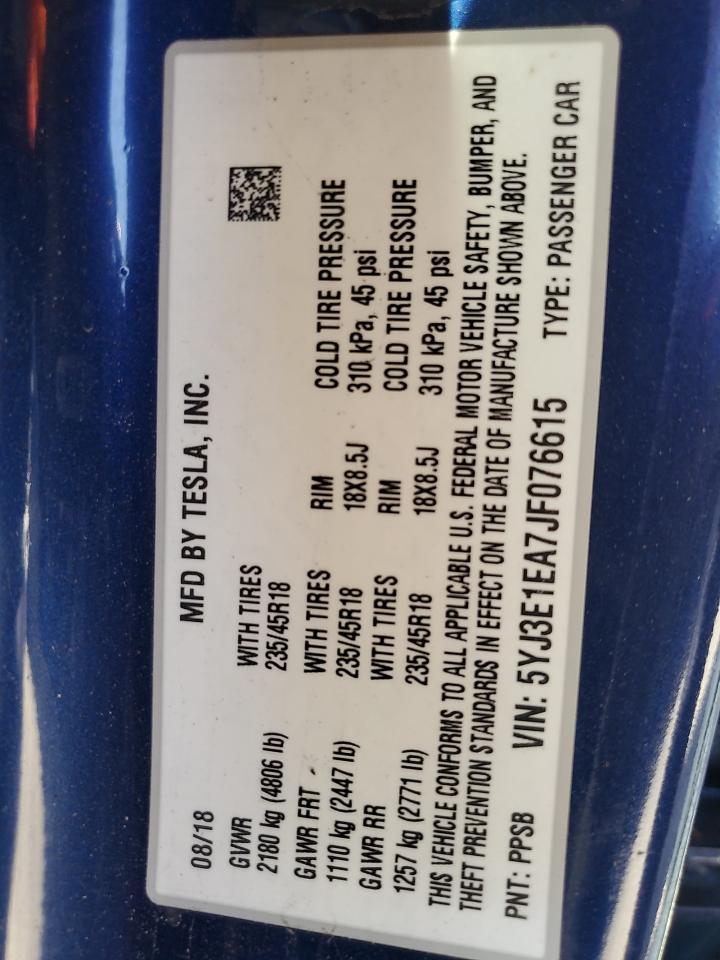 08/18 MFD BY TESLA, INC.
GVWR WITH TIRES
2180 kg (4806 lb) 235/45R18
GAWR FRT WITH TIRES RIM COLD TIRE PRESSURE
1110 kg (2447 lb) 235/45R18 18X8.5J 310 kPa, 45 psi
GAWR RR WITH TIRES RIM COLD TIRE PRESSURE
1257 kg (2771 lb) 235/45R18 18X8.5J 310 kPa, 45 psi
THIS VEHICLE CONFORMS TO ALL APPLICABLE U.S. FEDERAL MOTOR VEHICLE SAFETY, BUMPER, AND
THEFT PREVENTION STANDARDS IN EFFECT ON THE DATE OF MANUFACTURE SHOWN ABOVE.
PNT: PPSB VIN: 5YJ3E1EA7JF076615 TYPE: PASSENGER CAR